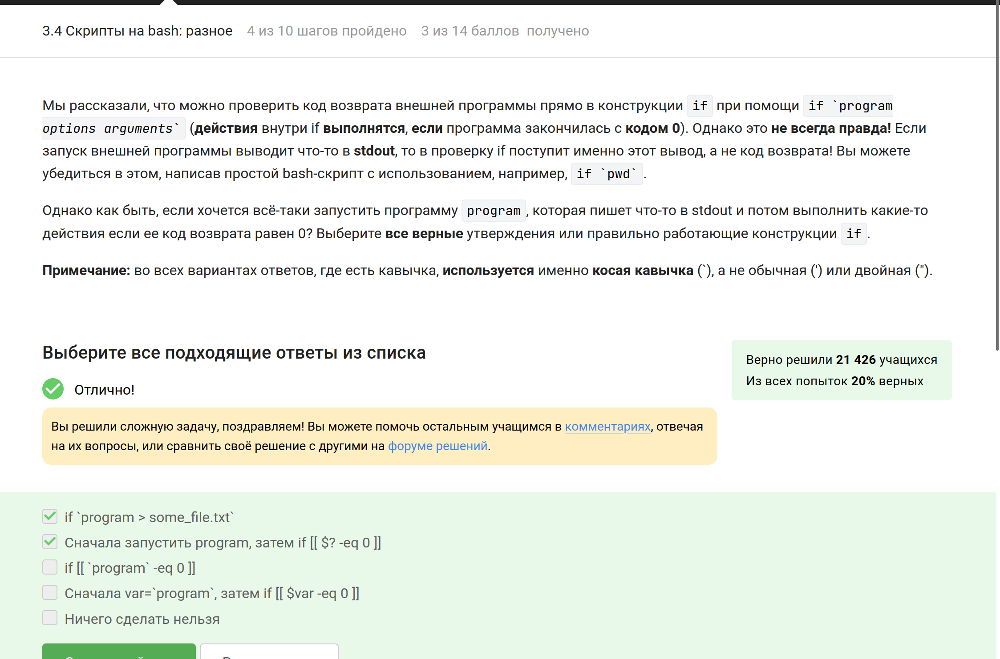 3.4 Скрипты на bash: разное 4 из 10 шагов пройдено 3 из 14 баллов получено
Мы рассказали, что можно проверить код возврата внешней программы прямо в конструкции if при помощи if `program
options arguments` (действия внутри if выполнятся, если программа закончилась с кодом 0). Однако это не всегда правда! Если
запуск внешней программы выводит что-то в stdout, то в проверку if поступит именно этот вывод, а не код возврата! Вы можете
убедиться в этом, написав простой bash-скрипт с использованием, например, if `pwd`.
Однако как быть, если хочется всё-таки запустить программу program, которая пишет что-то в stdout и потом выполнить какие-то
действия если ее код возврата равен 0? Выберите все верные утверждения или правильно работающие конструкции if.
Примечание: во всех вариантах ответов, где есть кавычка, используется именно косая кавычка (`), а не обычная (') или двойная (").
Выберите все подходящие ответы из списка
Верно решили 21 426 учащихся
Из всех попыток 20% верных
Отлично!
Вы решили сложную задачу, поздравляем! Вы можете помочь остальным учащимся в комментариях, отвечая
на их вопросы, или сравнить своё решение с другими на форуме решений.
if `program > some_file.txt`
Сначала запустить program, затем if [[ $? -eq 0 ]]
if [[ `program` -eq 0 ]]
Сначала var=`program`, затем if [[ $var -eq 0 ]]
Ничего сделать нельзя